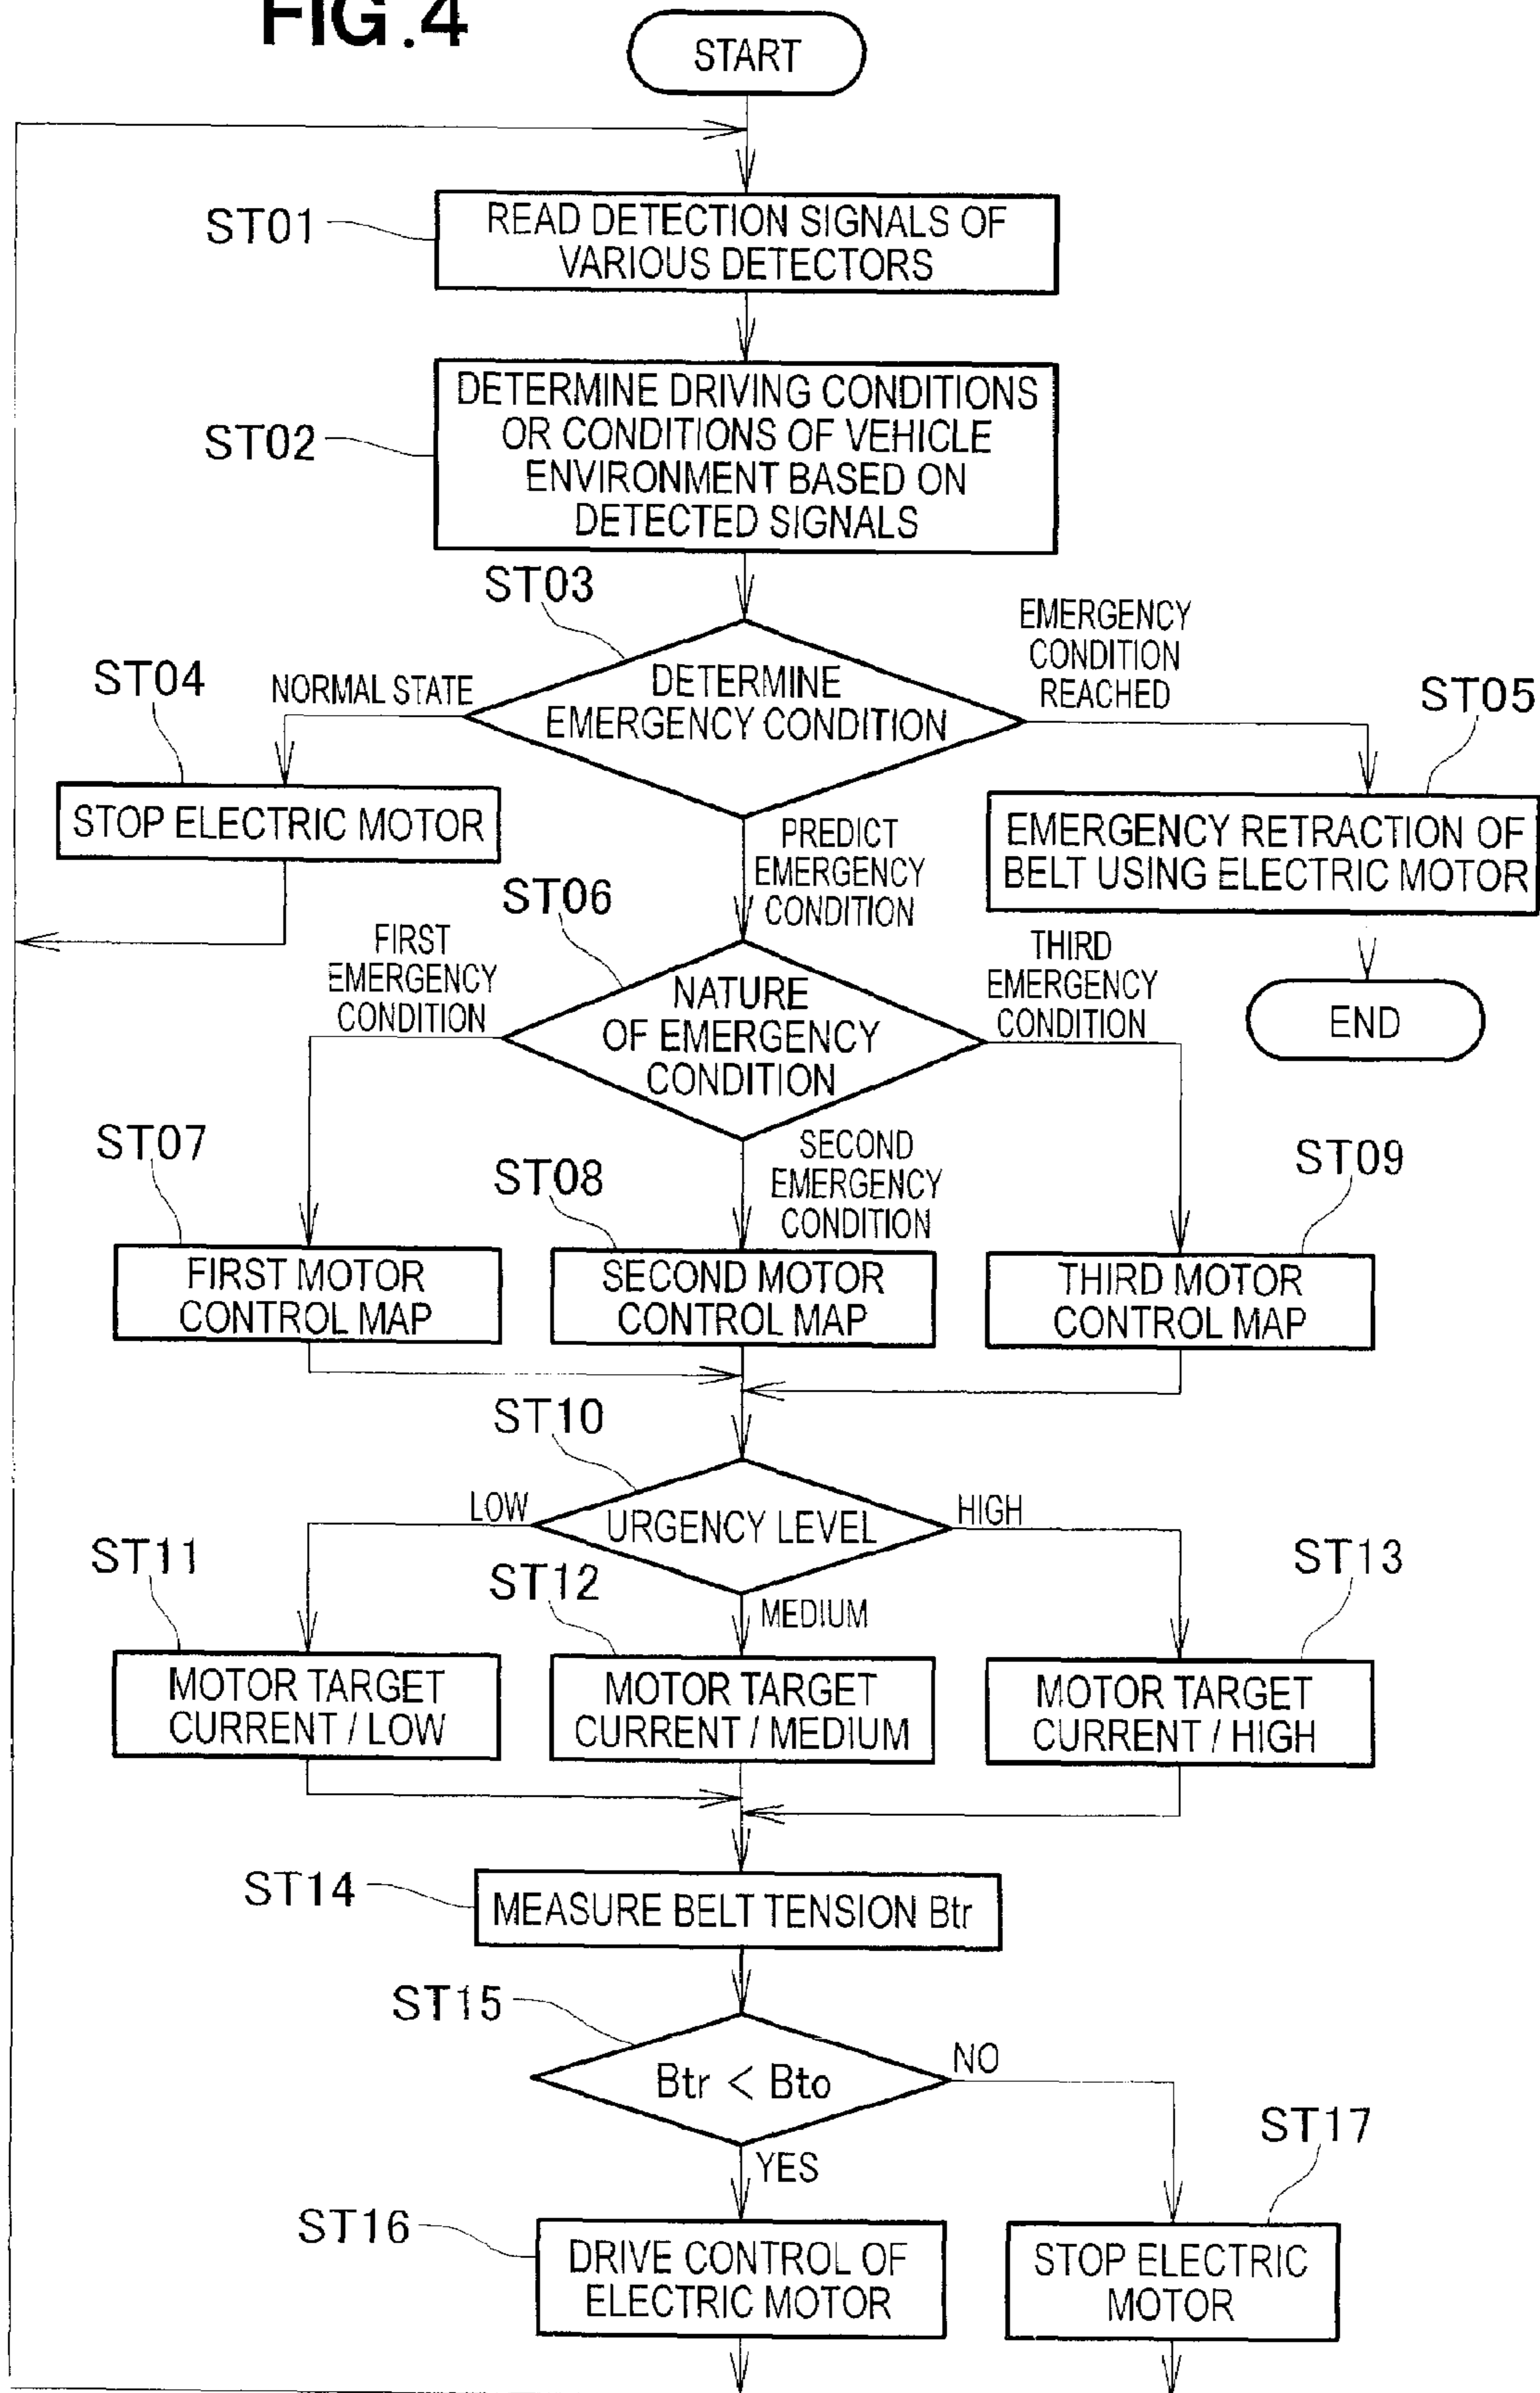 FIG.4
START
ST01
READ DETECTION SIGNALS OF
VARIOUS DETECTORS
ST02
DETERMINE DRIVING CONDITIONS
OR CONDITIONS OF VEHICLE
ENVIRONMENT BASED ON
DETECTED SIGNALS
ST03
DETERMINE
EMERGENCY CONDITION
NORMAL STATE
ST04
STOP ELECTRIC MOTOR
EMERGENCY
CONDITION
REACHED
ST05
EMERGENCY RETRACTION OF
BELT USING ELECTRIC MOTOR
END
PREDICT
EMERGENCY
CONDITION
ST06
NATURE
OF EMERGENCY
CONDITION
FIRST
EMERGENCY
CONDITION
THIRD
EMERGENCY
CONDITION
SECOND
EMERGENCY
CONDITION
ST07
FIRST MOTOR
CONTROL MAP
ST08
SECOND MOTOR
CONTROL MAP
ST09
THIRD MOTOR
CONTROL MAP
ST10
URGENCY LEVEL
LOW
HIGH
MEDIUM
ST11
MOTOR TARGET
CURRENT / LOW
ST12
MOTOR TARGET
CURRENT / MEDIUM
ST13
MOTOR TARGET
CURRENT / HIGH
ST14
MEASURE BELT TENSION Btr
ST15
Btr < Bto
NO
YES
ST16
DRIVE CONTROL OF
ELECTRIC MOTOR
ST17
STOP ELECTRIC
MOTOR